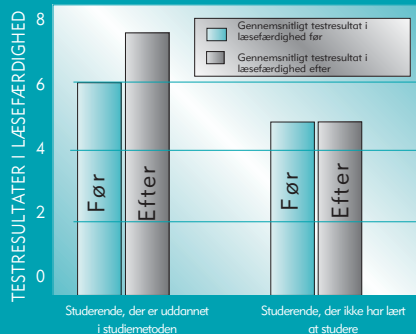 TESTRESULTATER I LÆSEFÆRDIGHED
8
6
4
2
0
Gennemsnitligt testresultat i
læsefærdighed før
Gennemsnitligt testresultat i
læsefærdighed efter
Før
Efter
Før
Efter
Studerende, der er uddannet
i studiemetoden
Studerende, der ikke har lært
at studere